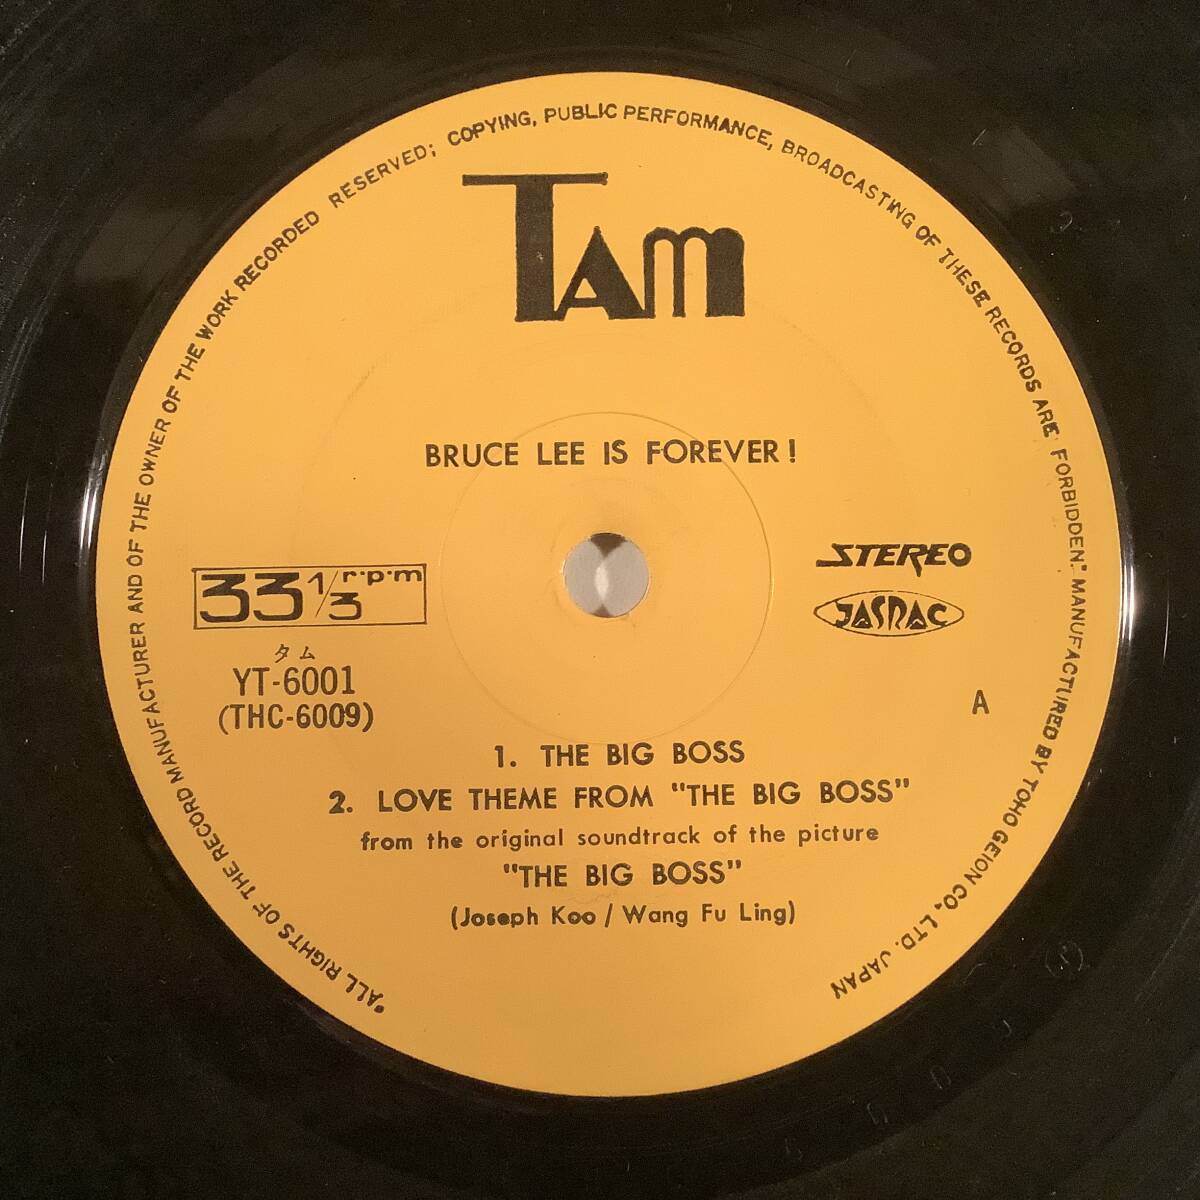 "ALL RIGHTS OF THE RECORD MANUFACTURER AND OF THE OWNER OF THE WORK RECORDED RESERVED; COPYING, PUBLIC PERFORMANCE, BROADCASTING OF THESE RECORDS ARE FORBIDDEN." MANUFACTURED BY TOHO GEION CO., LTD. JAPAN
TAM
BRUCE LEE IS FOREVER!
33 1/3 r·p·m
STEREO
JASRAC
タム
YT-6001
(THC-6009)
A
1. THE BIG BOSS
2. LOVE THEME FROM "THE BIG BOSS"
from the original soundtrack of the picture
"THE BIG BOSS"
(Joseph Koo / Wang Fu Ling)